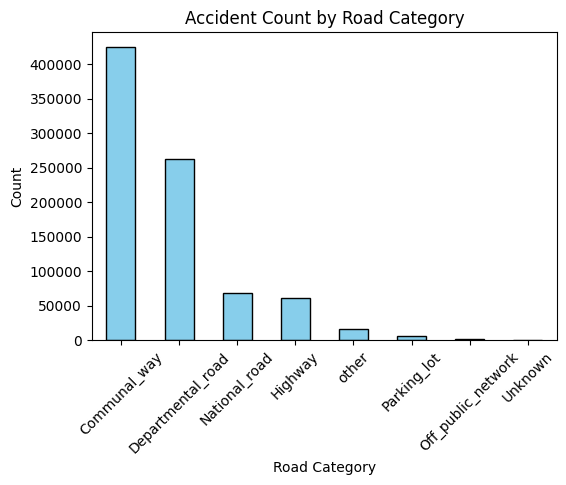 Accident Count by Road Category
Count
400000
350000
300000
250000
200000
150000
100000
50000
0
Communal_way
Departmental_road
National_road
Highway
other
Parking_lot
Off_public_network
Unknown
Road Category